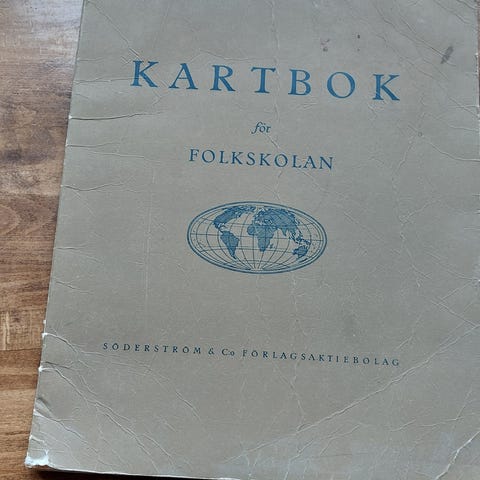 KARTBOK
för
FOLKSKOLAN
SÖDERSTRÖM & Co FÖRLAGSAKTIEBOLAG